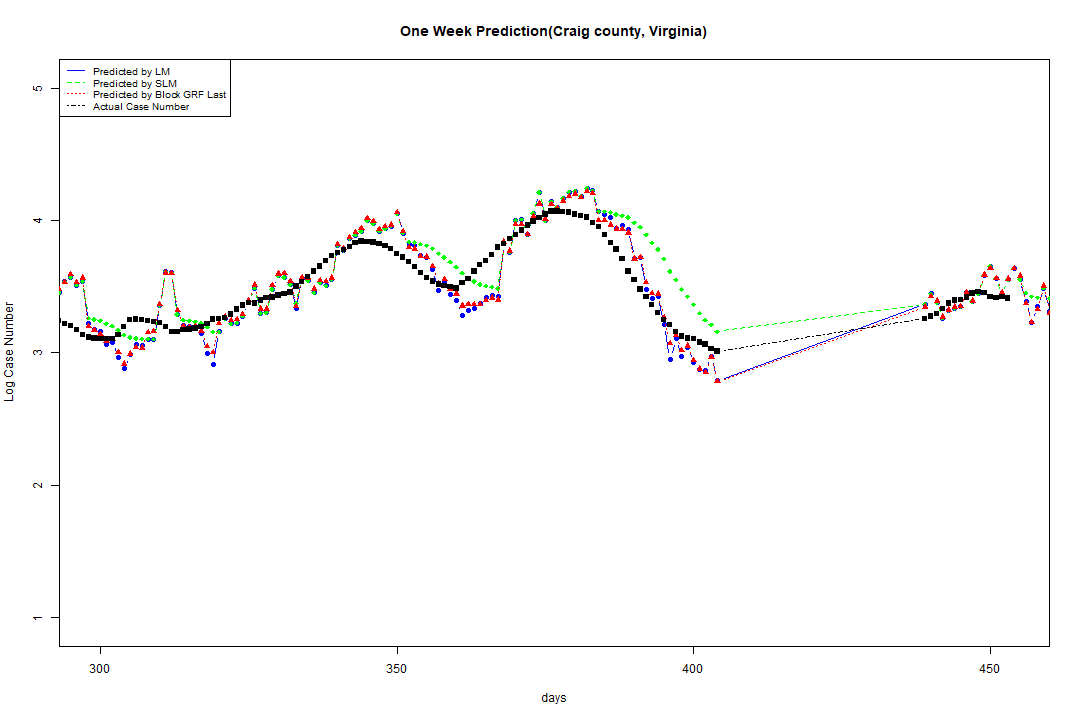 One Week Prediction(Craig county, Virginia)
Predicted by LM
Predicted by SLM
Predicted by Block GRF Last
Actual Case Number
5
4
3
2
1
Log Case Number
300
350
400
450
days